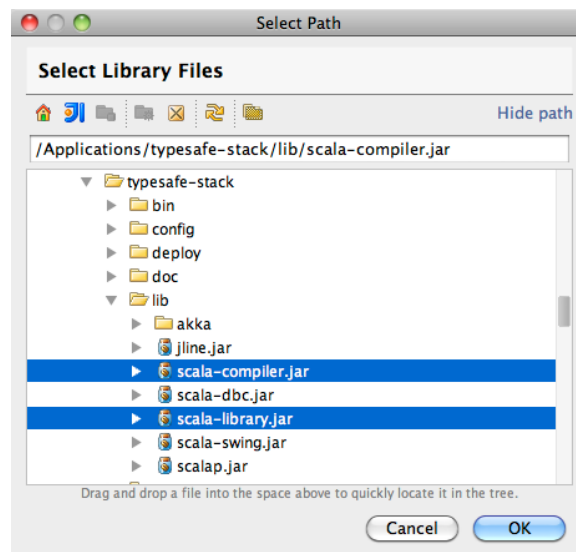 Select Path
Select Library Files
Hide path
/Applications/typesafe-stack/lib/scala-compiler.jar
typesafe-stack
bin
config
deploy
doc
lib
akka
jline.jar
scala-compiler.jar
scala-dbc.jar
scala-library.jar
scala-swing.jar
scalap.jar
Drag and drop a file into the space above to quickly locate it in the tree.
Cancel OK